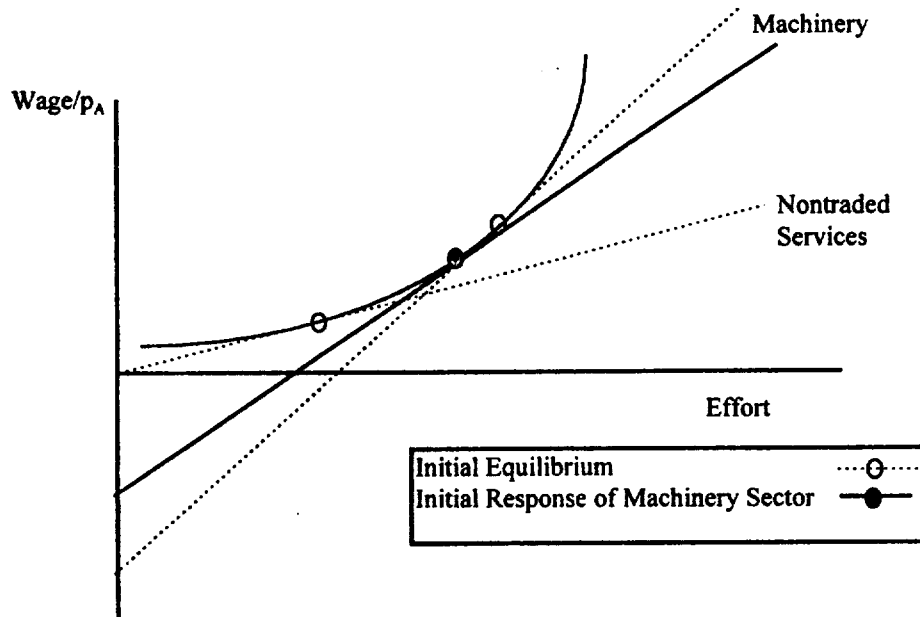 Machinery
Wage/pA
Nontraded
Services
Effort
Initial Equilibrium
Initial Response of Machinery Sector